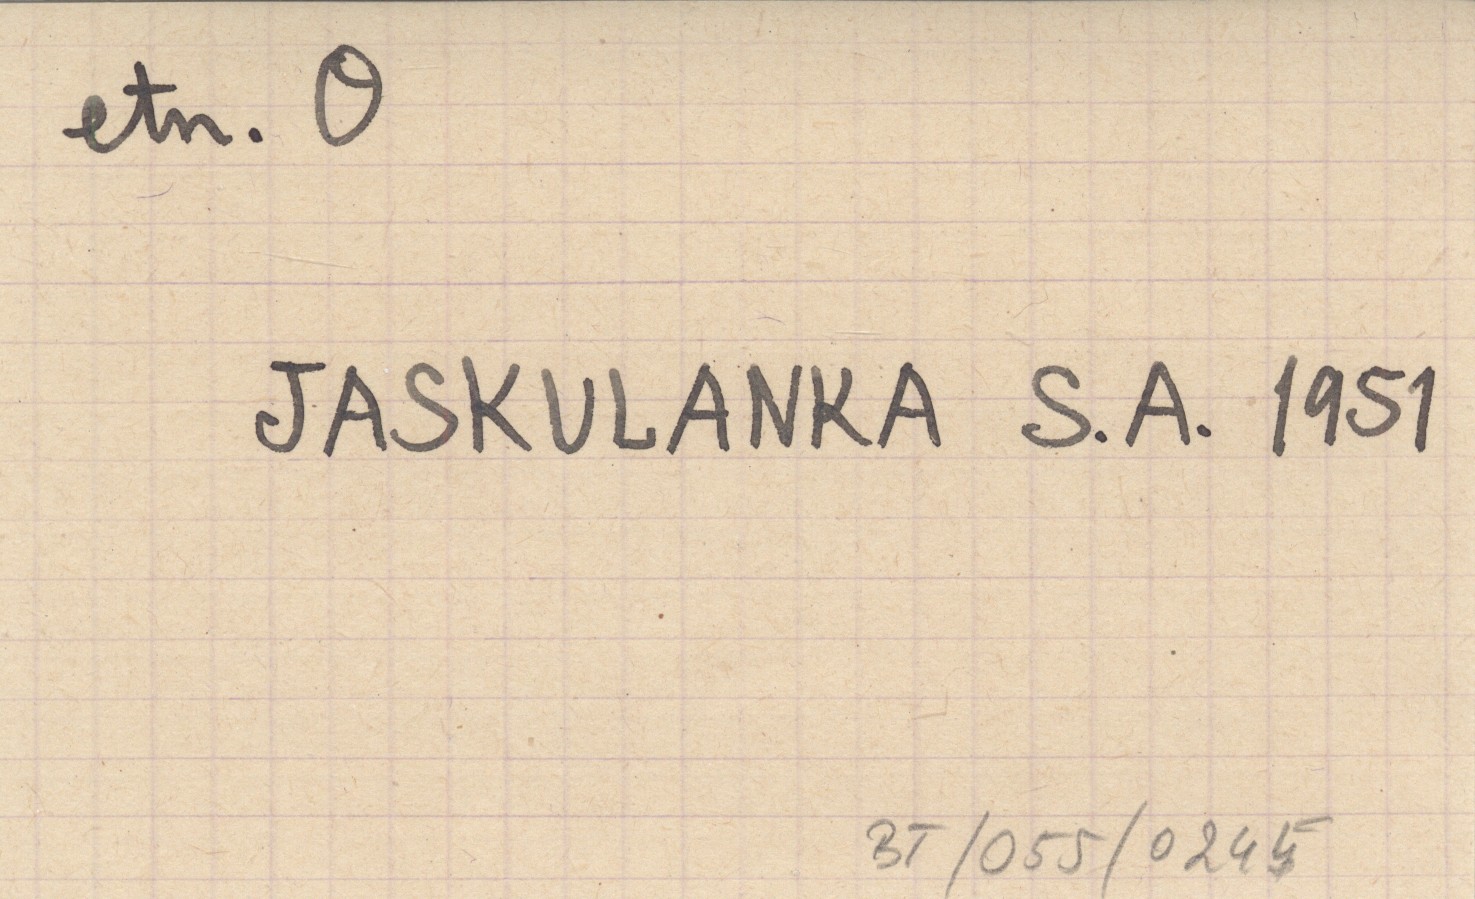 etn. O
JASKULANKA S.A. 1951
BT/055/0245